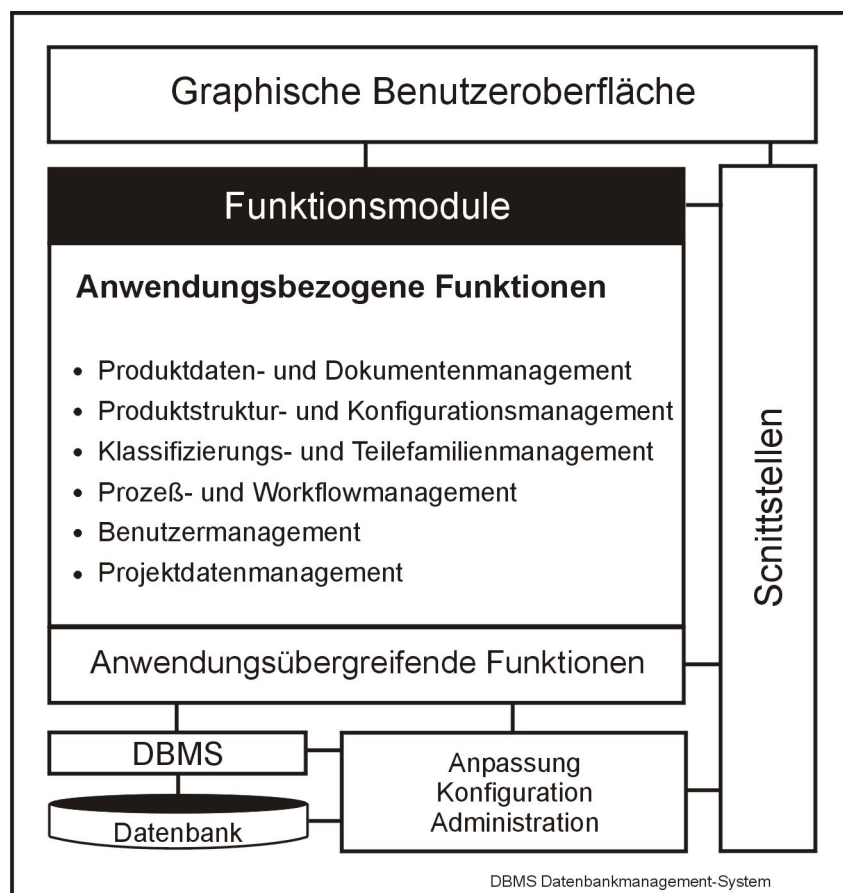 Graphische Benutzeroberfläche
Funktionsmodule
Anwendungsbezogene Funktionen
• Produktdaten- und Dokumentenmanagement
• Produktstruktur- und Konfigurationsmanagement
• Klassifizierungs- und Teilefamilienmanagement
• Prozeß- und Workflowmanagement
• Benutzermanagement
• Projektdatenmanagement
Anwendungsübergreifende Funktionen
Scnittstellen
DBMS
Datenbank
Anpassung
Konfiguration
Administration
DBMS Datenbankmanagement-System